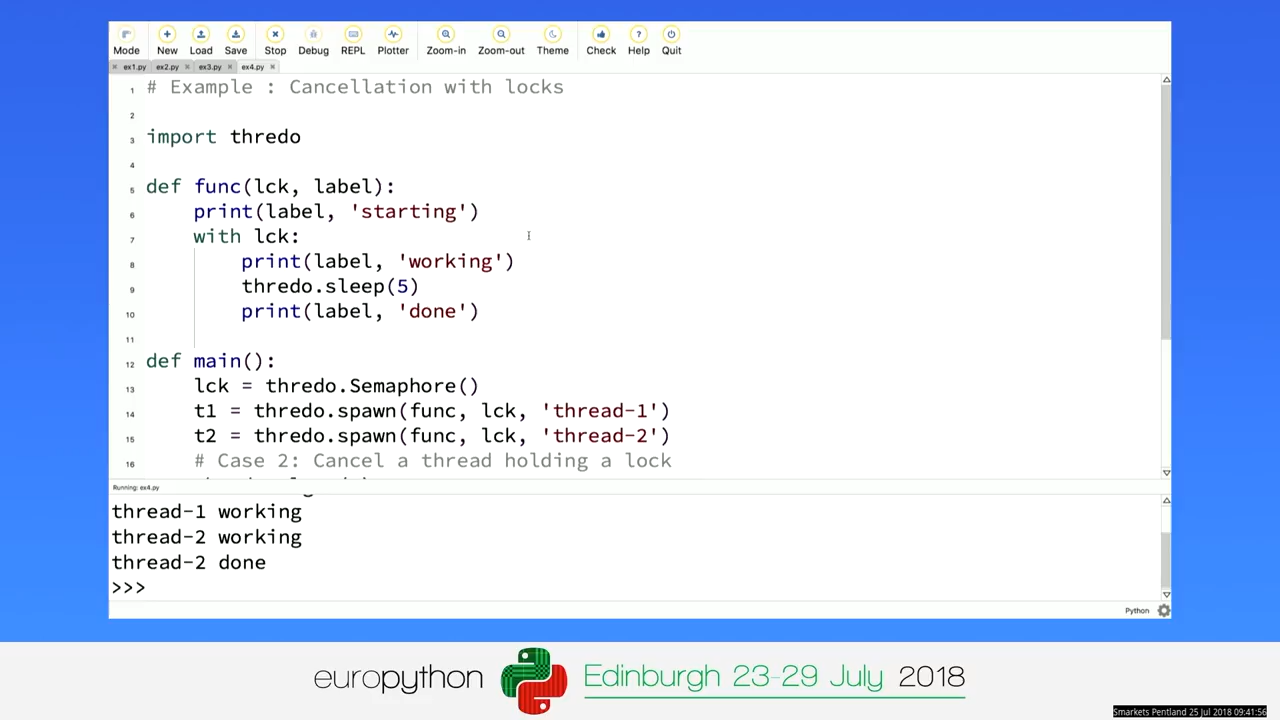 Mode New Load Save Stop Debug REPL Plotter Zoom-in Zoom-out Theme Check Help Quit
ex1.py ex2.py ex3.py ex4.py
1 # Example : Cancellation with locks
2
3 import thredo
4
5 def func(lck, label):
6 print(label, 'starting')
7 with lck:
8 print(label, 'working')
9 thredo.sleep(5)
10 print(label, 'done')
11
12 def main():
13 lck = thredo.Semaphore()
14 t1 = thredo.spawn(func, lck, 'thread-1')
15 t2 = thredo.spawn(func, lck, 'thread-2')
16 # Case 2: Cancel a thread holding a lock
Running: ex4.py
thread-1 working
thread-2 working
thread-2 done
>>>
Python
europython Edinburgh 23-29 July 2018
Smarkets Pentland 25 Jul 2018 09:41:56